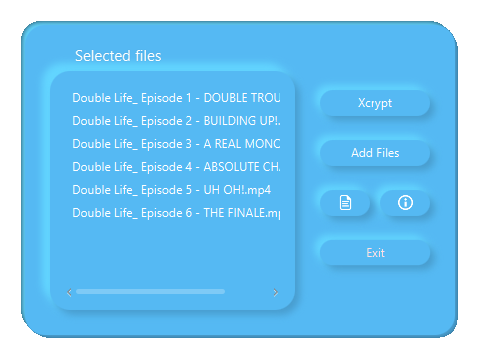 Selected files
Double Life_ Episode 1 - DOUBLE TROU
Double Life_ Episode 2 - BUILDING UP!.
Double Life_ Episode 3 - A REAL MONC
Double Life_ Episode 4 - ABSOLUTE CH
Double Life_ Episode 5 - UH OH!.mp4
Double Life_ Episode 6 - THE FINALE.mp
Xcrypt
Add Files
Exit